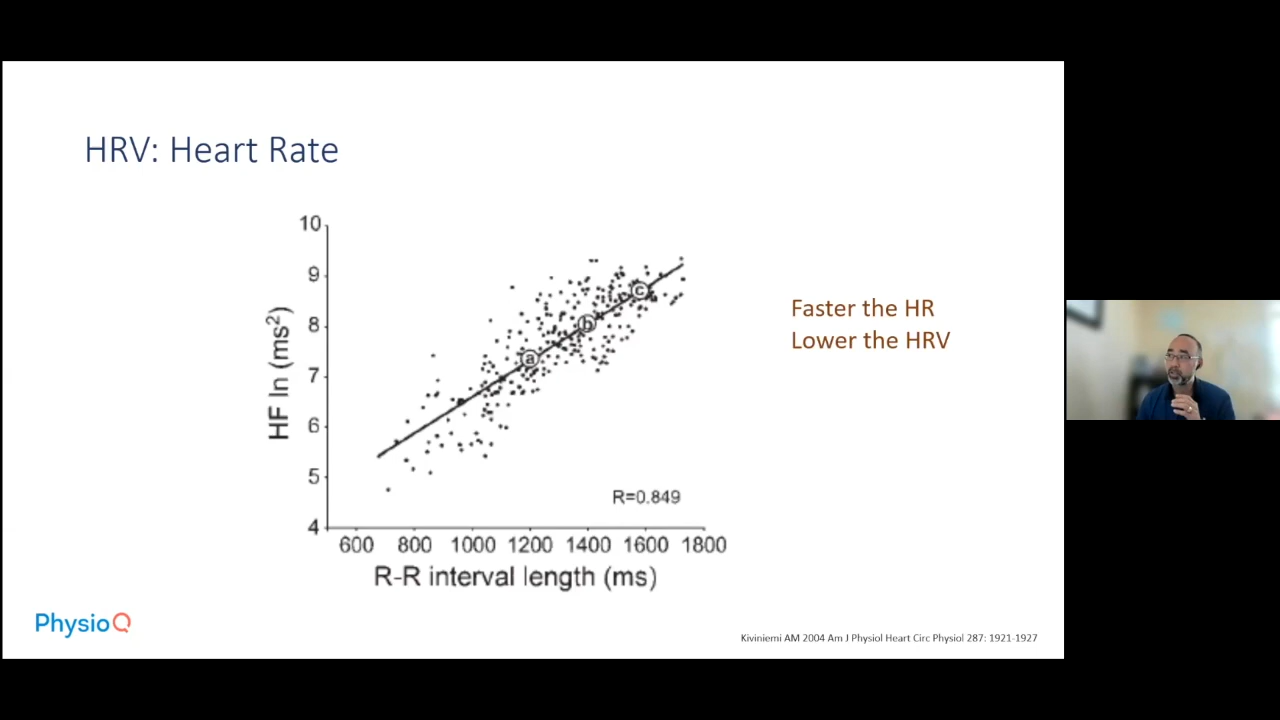 HRV: Heart Rate
10
9
8
7
6
5
4
HF ln (ms²)
a
b
c
R=0.849
600 800 1000 1200 1400 1600 1800
R-R interval length (ms)
Faster the HR
Lower the HRV
PhysioQ
Kiviniemi AM 2004 Am J Physiol Heart Circ Physiol 287: 1921-1927